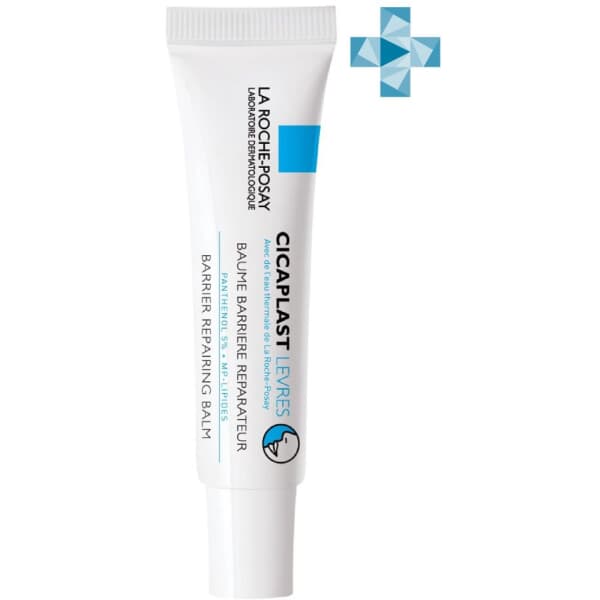 LA ROCHE-POSAY
LABORATOIRE DERMATOLOGIQUE
CICAPLAST LEVRES
Avec de l'eau thermale de La Roche-Posay
BAUME BARRIERE REPARATEUR
PANTHENOL 5% • MP-LIPIDES
BARRIER REPAIRING BALM